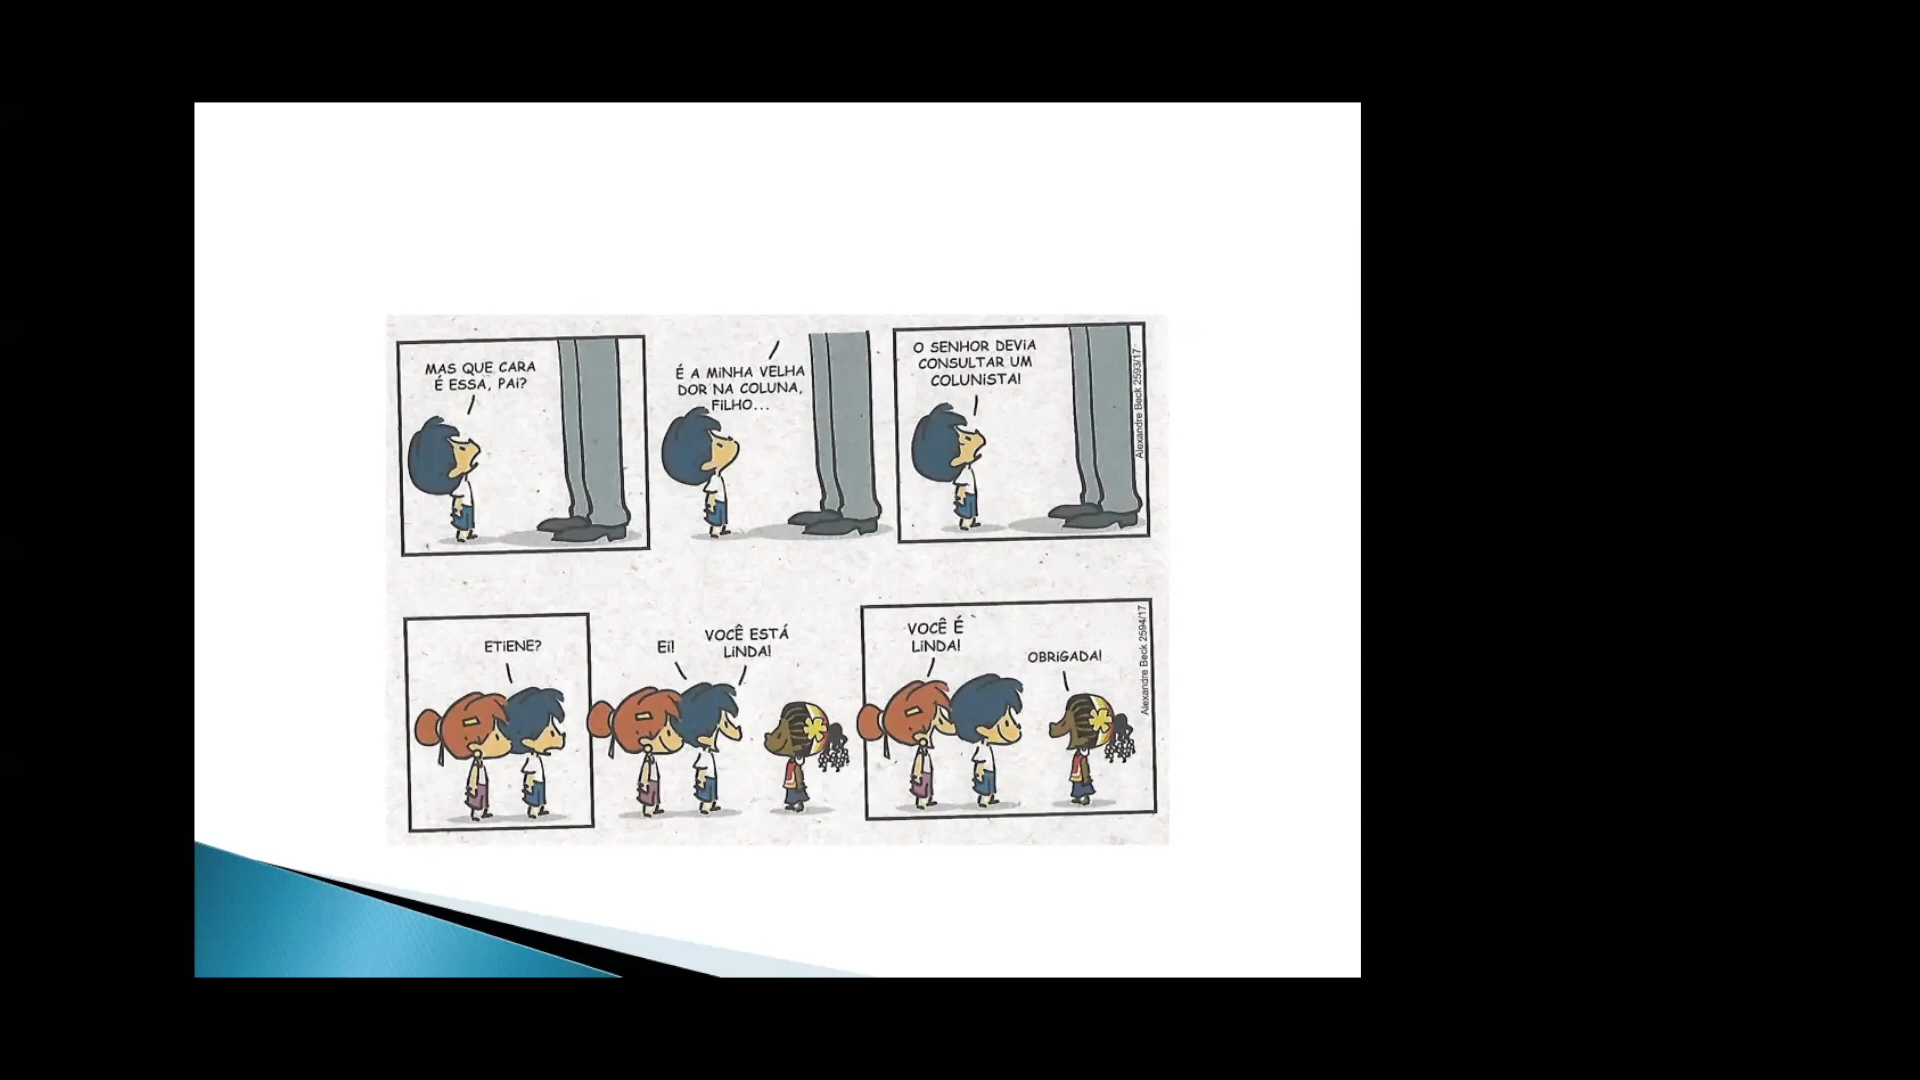 MAS QUE CARA
É ESSA, PAI?
É A MiNHA VELHA
DOR NA COLUNA,
FiLHO...
O SENHOR DEViA
CONSULTAR UM
COLUNiSTA!
Alexandre Beck 2593/17
ETiENE?
Ei!
VOCÊ ESTÁ
LiNDA!
VOCÊ É
LiNDA!
OBRiGADA!
Alexandre Beck 2594/17